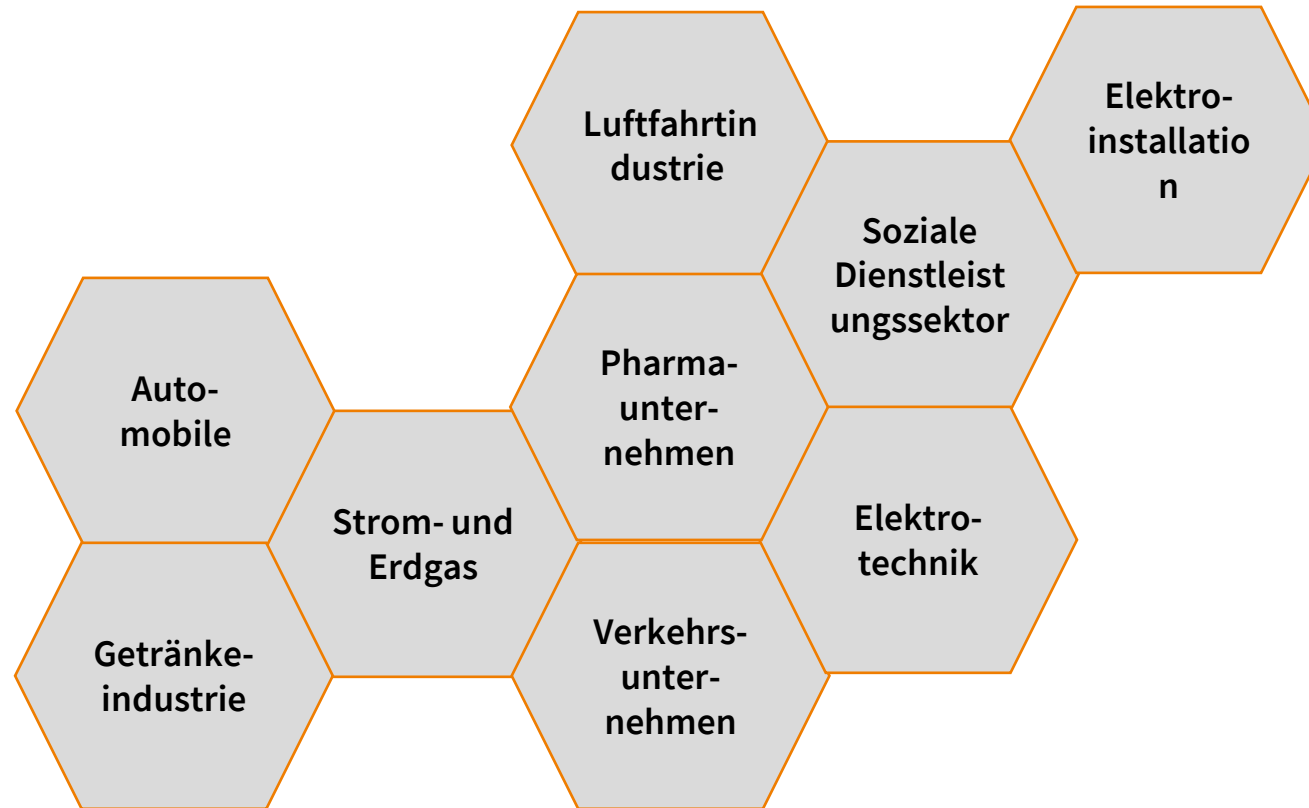 Luftfahrtin
dustrie
Elektro-
installatio
n
Soziale
Dienstleist
ungssektor
Auto-
mobile
Pharma-
unter-
nehmen
Strom- und
Erdgas
Elektro-
technik
Getränke-
industrie
Verkehrs-
unter-
nehmen